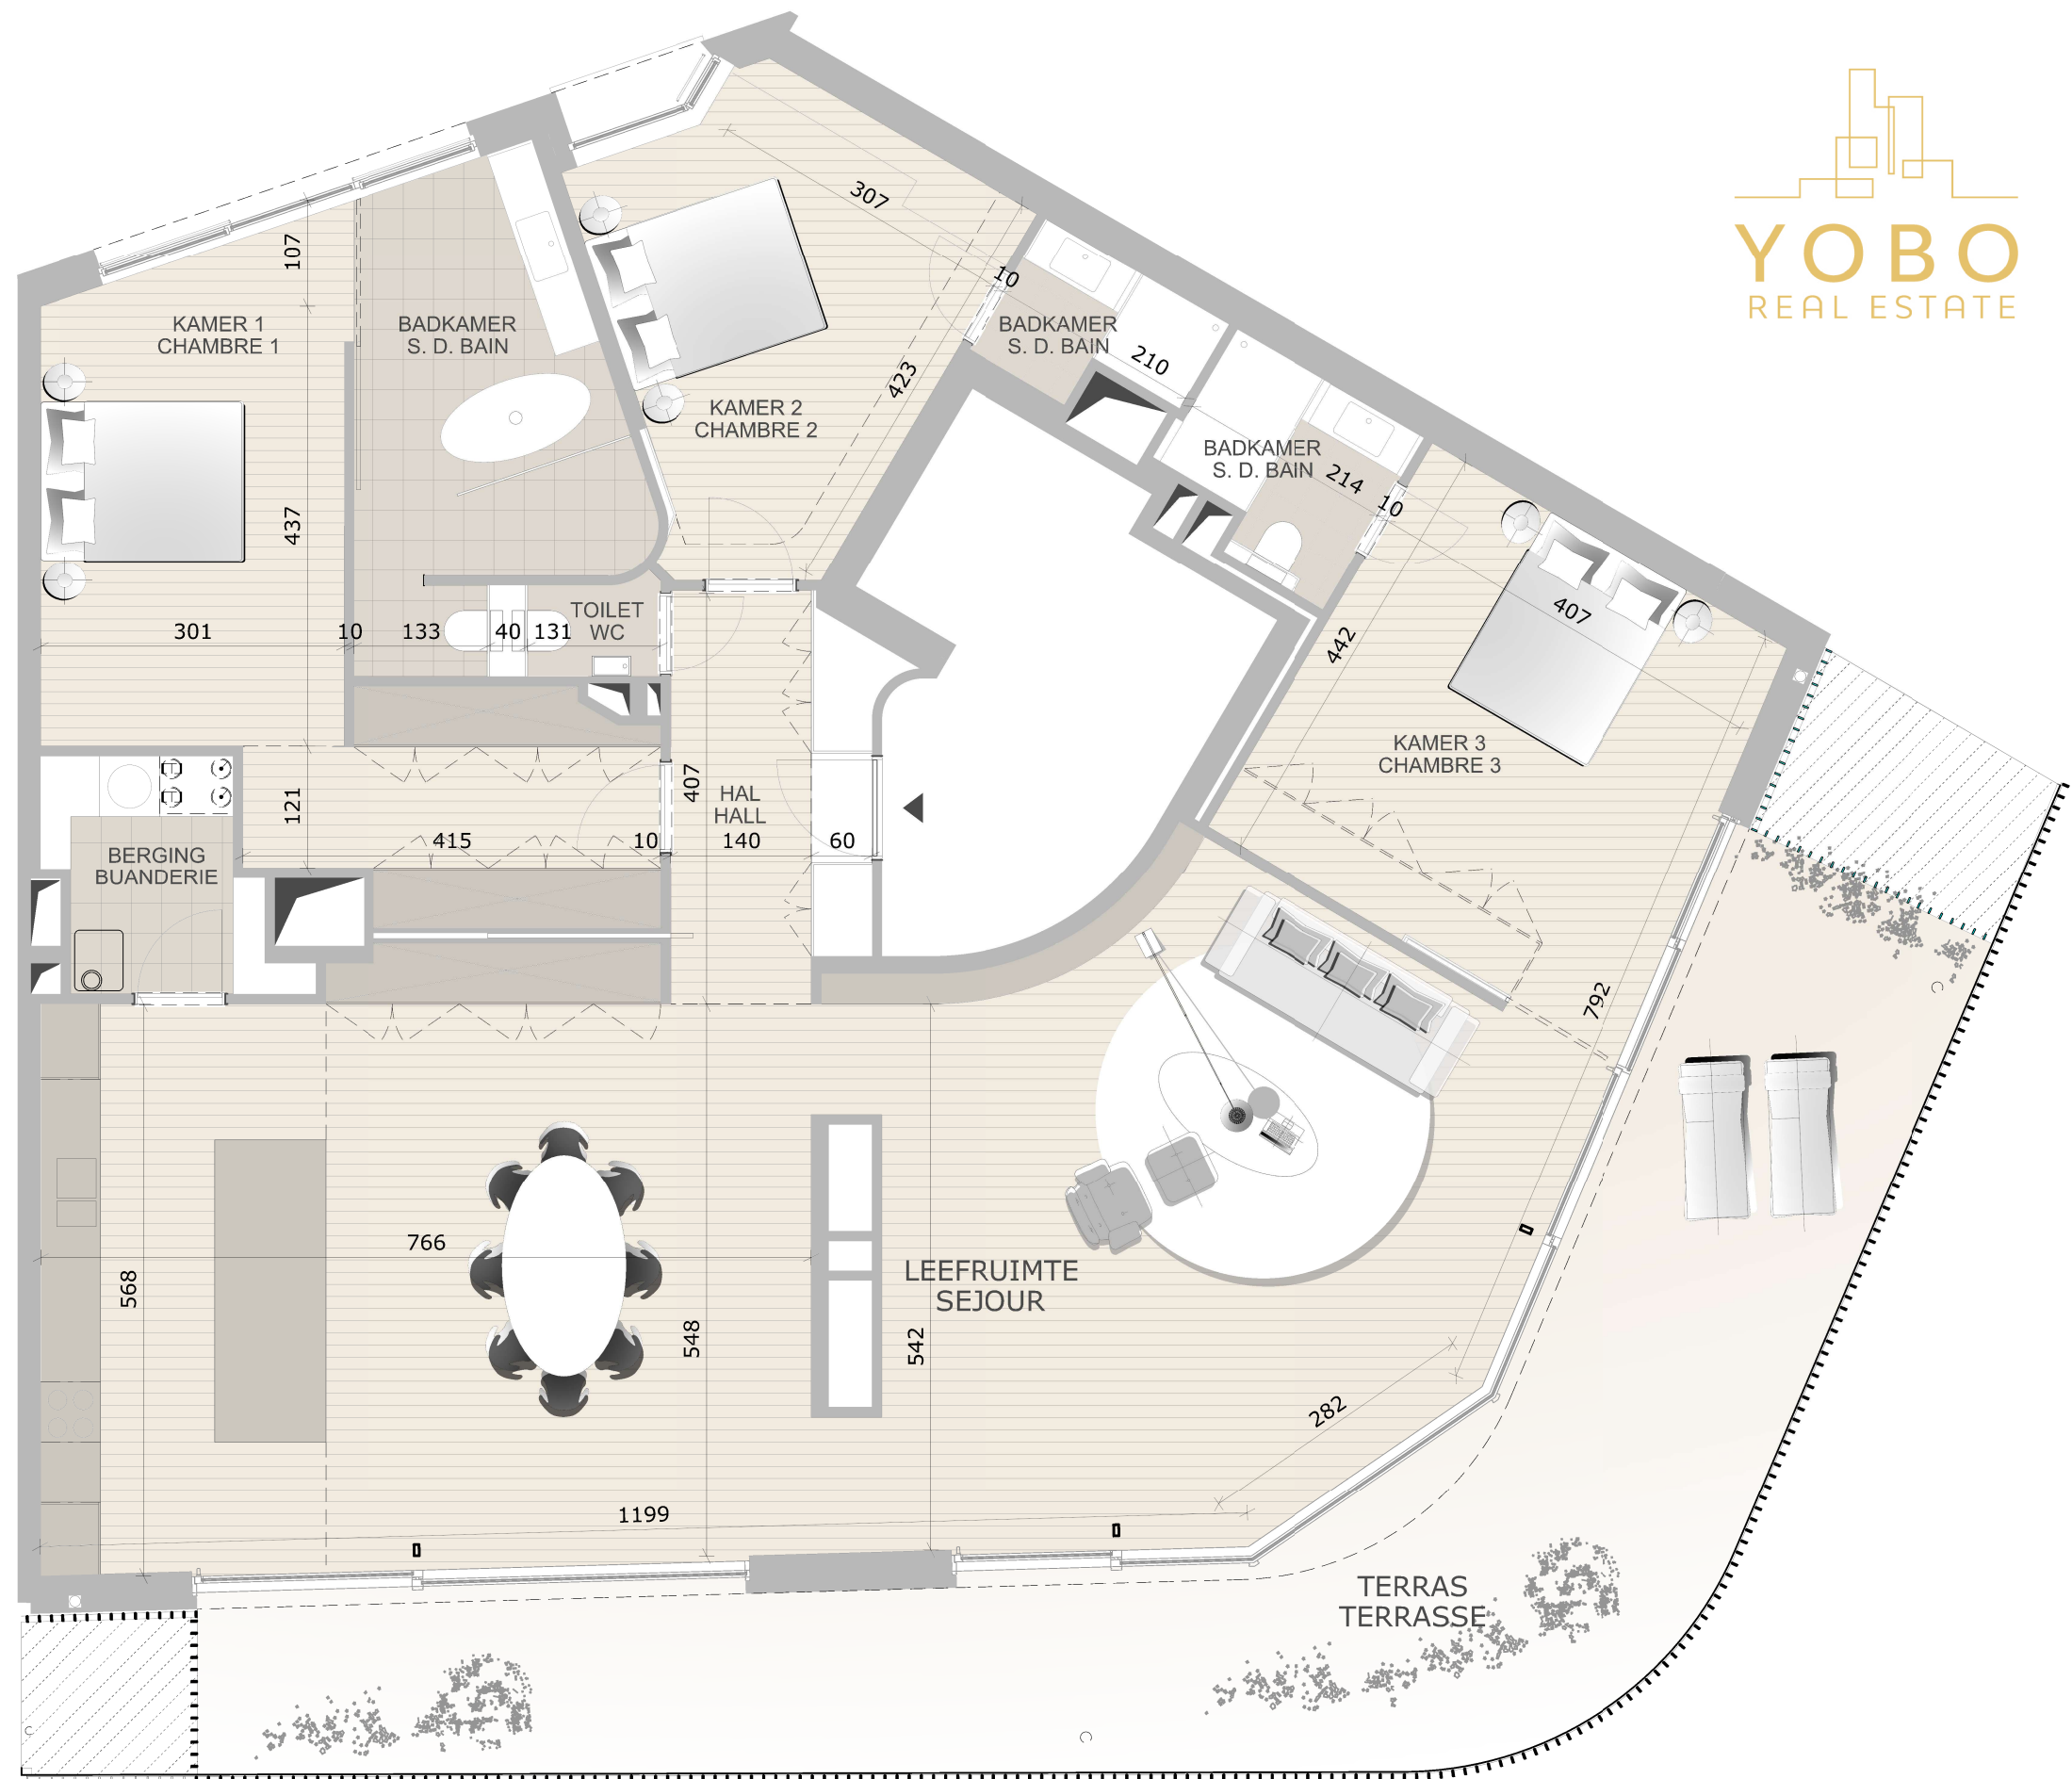 YOBO
REAL ESTATE
307
107
10
KAMER 1
CHAMBRE 1
BADKAMER
S. D. BAIN
BADKAMER
S. D. BAIN
210
423
KAMER 2
CHAMBRE 2
BADKAMER
S. D. BAIN
214
10
437
407
442
301
10
133
40
131
TOILET
WC
KAMER 3
CHAMBRE 3
121
407
HAL
HALL
415
10
140
60
BERGING
BUANDERIE
792
766
568
548
542
LEEFRUIMTE
SEJOUR
282
1199
TERRAS
TERRASSE